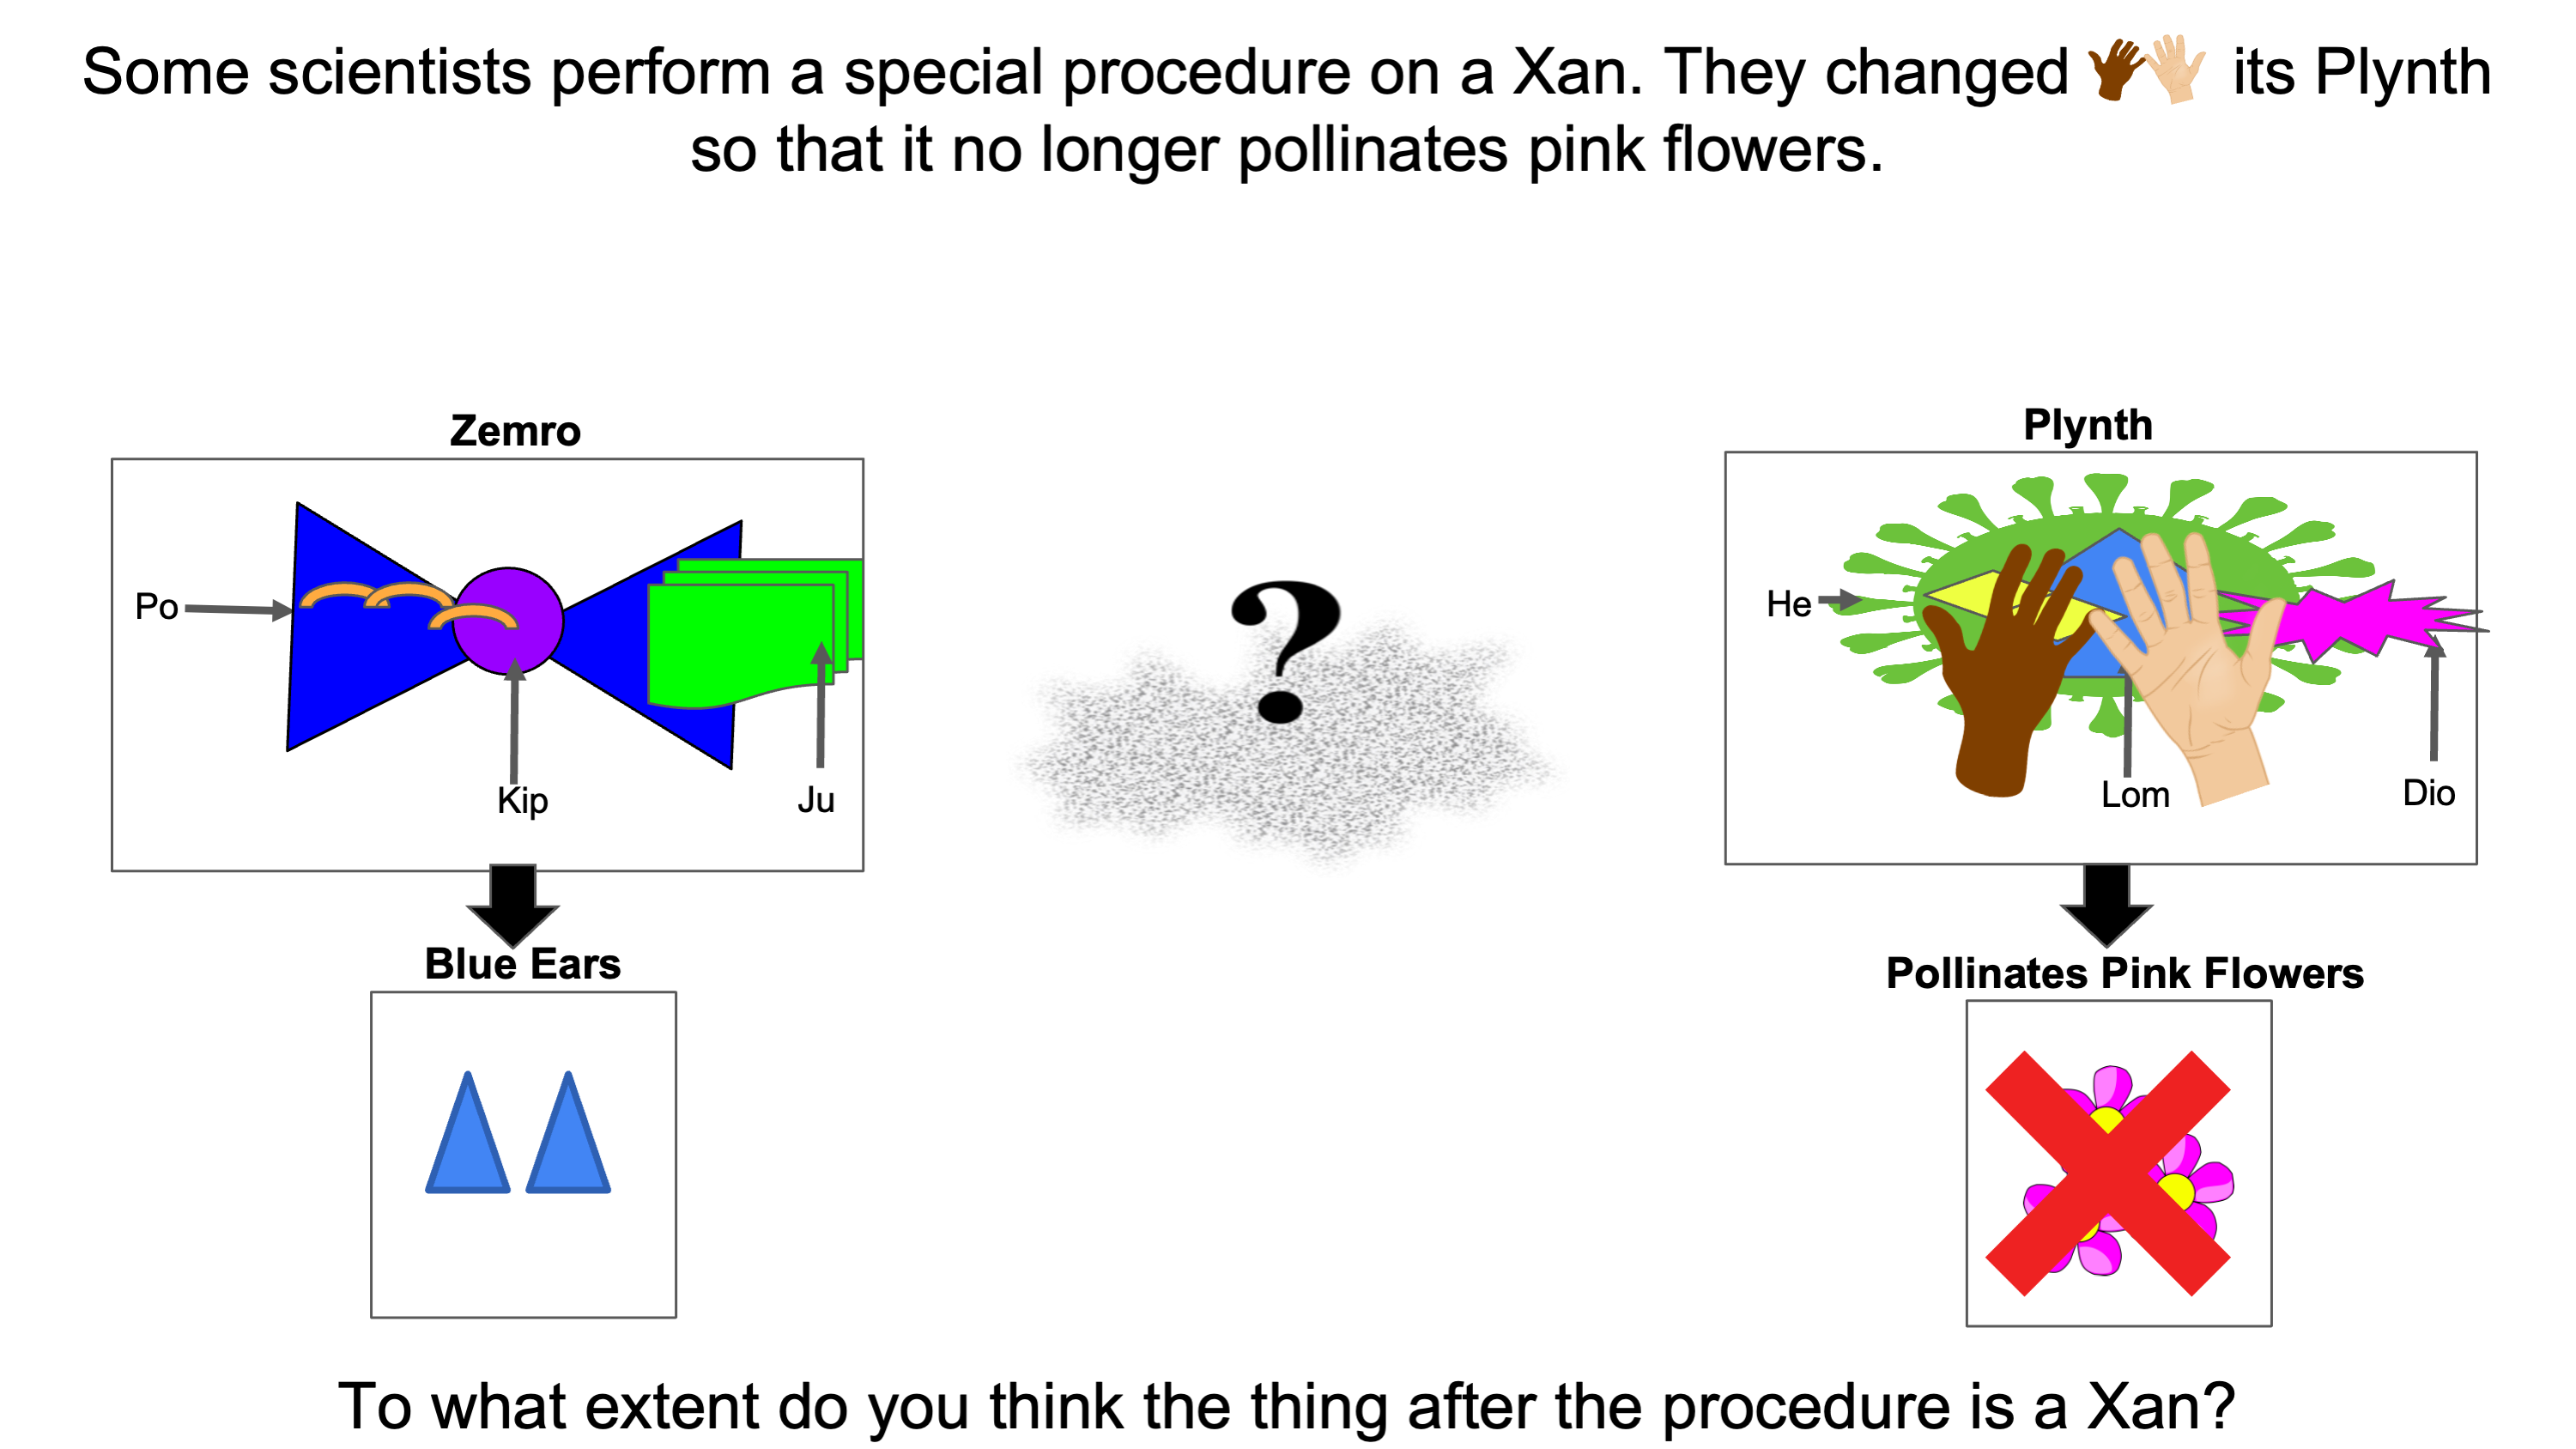 Some scientists perform a special procedure on a Xan. They changed its Plynth
so that it no longer pollinates pink flowers.
Zemro
Po
Kip
Ju
Blue Ears
?
Plynth
He
Lom
Dio
Pollinates Pink Flowers
To what extent do you think the thing after the procedure is a Xan?